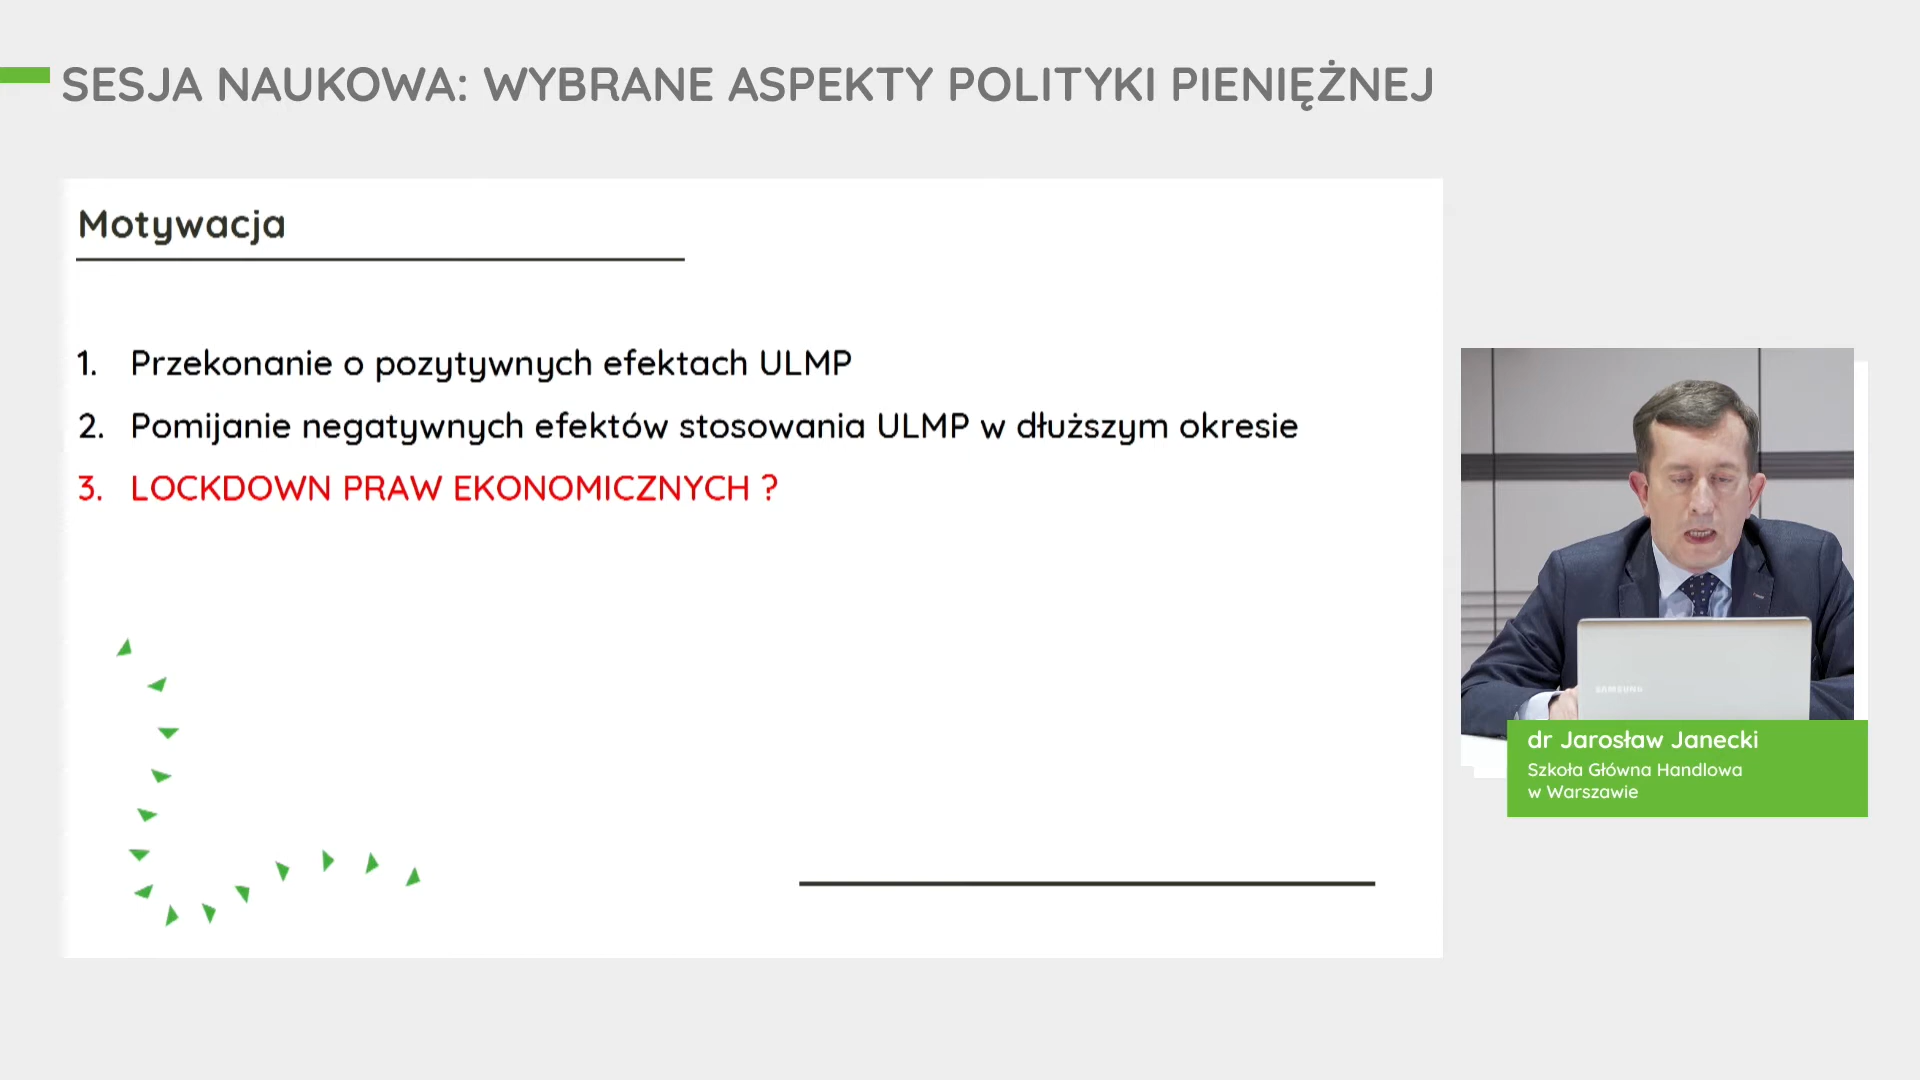 SESJA NAUKOWA: WYBRANE ASPEKTY POLITYKI PIENIĘŻNEJ
Motywacja
1. Przekonanie o pozytywnych efektach ULMP
2. Pomijanie negatywnych efektów stosowania ULMP w dłuższym okresie
3. LOCKDOWN PRAW EKONOMICZNYCH ?
SAMSUNG
dr Jarosław Janecki
Szkoła Główna Handlowa
w Warszawie